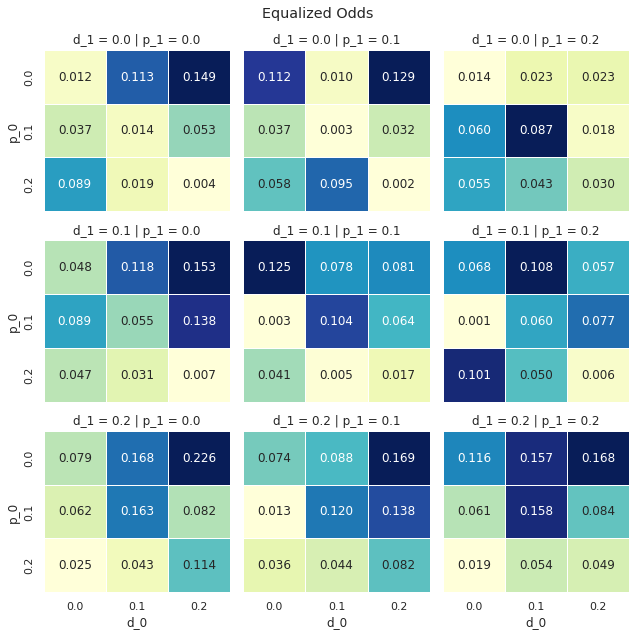 Equalized Odds
d_1 = 0.0 | p_1 = 0.0
d_1 = 0.0 | p_1 = 0.1
d_1 = 0.0 | p_1 = 0.2
0.0
0.012 0.113 0.149
0.112 0.010 0.129
0.014 0.023 0.023
p_0
0.1
0.037 0.014 0.053
0.037 0.003 0.032
0.060 0.087 0.018
0.2
0.089 0.019 0.004
0.058 0.095 0.002
0.055 0.043 0.030
d_1 = 0.1 | p_1 = 0.0
d_1 = 0.1 | p_1 = 0.1
d_1 = 0.1 | p_1 = 0.2
0.0
0.048 0.118 0.153
0.125 0.078 0.081
0.068 0.108 0.057
p_0
0.1
0.089 0.055 0.138
0.003 0.104 0.064
0.001 0.060 0.077
0.2
0.047 0.031 0.007
0.041 0.005 0.017
0.101 0.050 0.006
d_1 = 0.2 | p_1 = 0.0
d_1 = 0.2 | p_1 = 0.1
d_1 = 0.2 | p_1 = 0.2
0.0
0.079 0.168 0.226
0.074 0.088 0.169
0.116 0.157 0.168
p_0
0.1
0.062 0.163 0.082
0.013 0.120 0.138
0.061 0.158 0.084
0.2
0.025 0.043 0.114
0.036 0.044 0.082
0.019 0.054 0.049
0.0 0.1 0.2
0.0 0.1 0.2
0.0 0.1 0.2
d_0
d_0
d_0